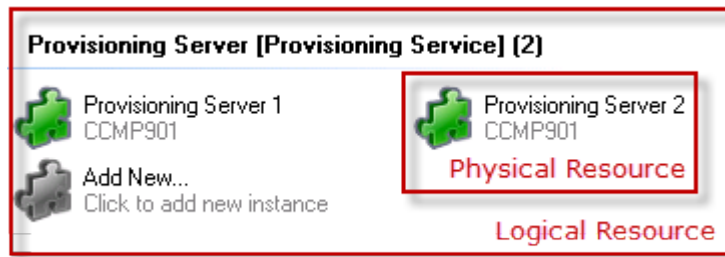 Provisioning Server [Provisioning Service] (2)
Provisioning Server 1
CCMP901
Provisioning Server 2
CCMP901
Physical Resource
Add New...
Click to add new instance
Logical Resource